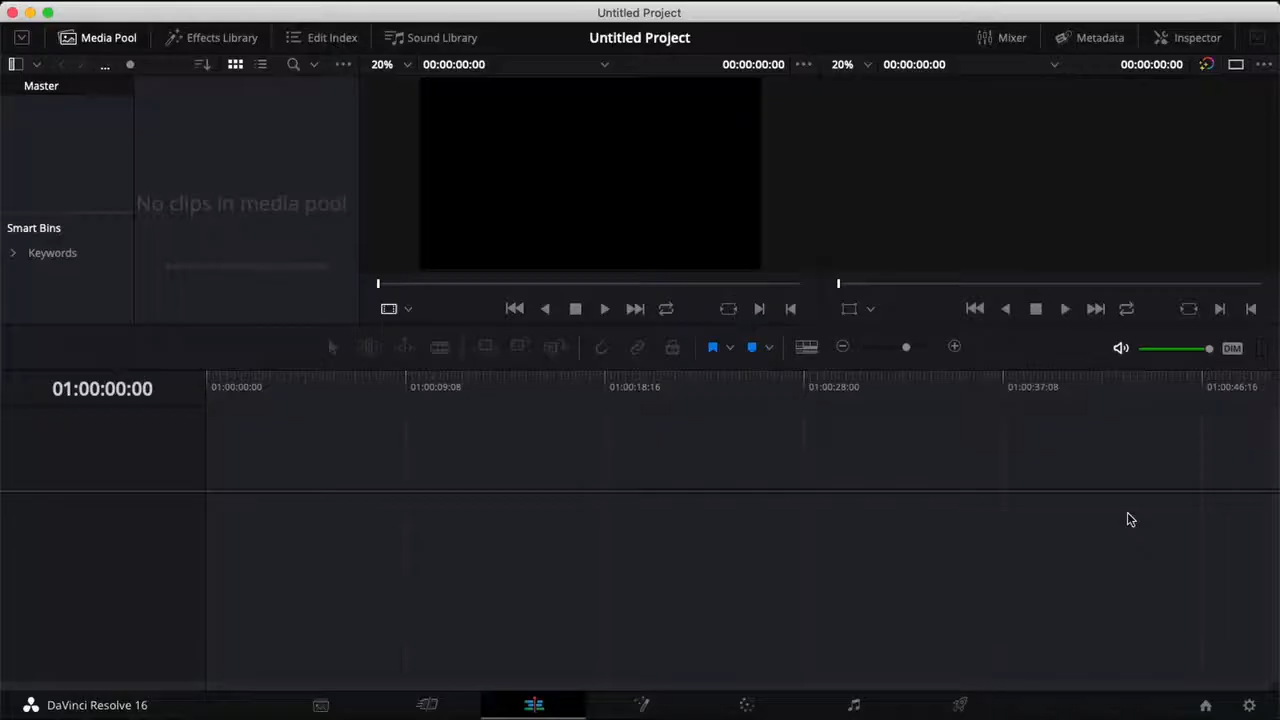 Untitled Project
Media Pool
Effects Library
Edit Index
Sound Library
Untitled Project
Mixer
Metadata
Inspector
20%
00:00:00:00
00:00:00:00
20%
00:00:00:00
00:00:00:00
Master
No clips in media pool
Smart Bins
Keywords
DIM
01:00:00:00
01:00:00:00
01:00:09:08
01:00:18:16
01:00:28:00
01:00:37:08
01:00:46:16
DaVinci Resolve 16